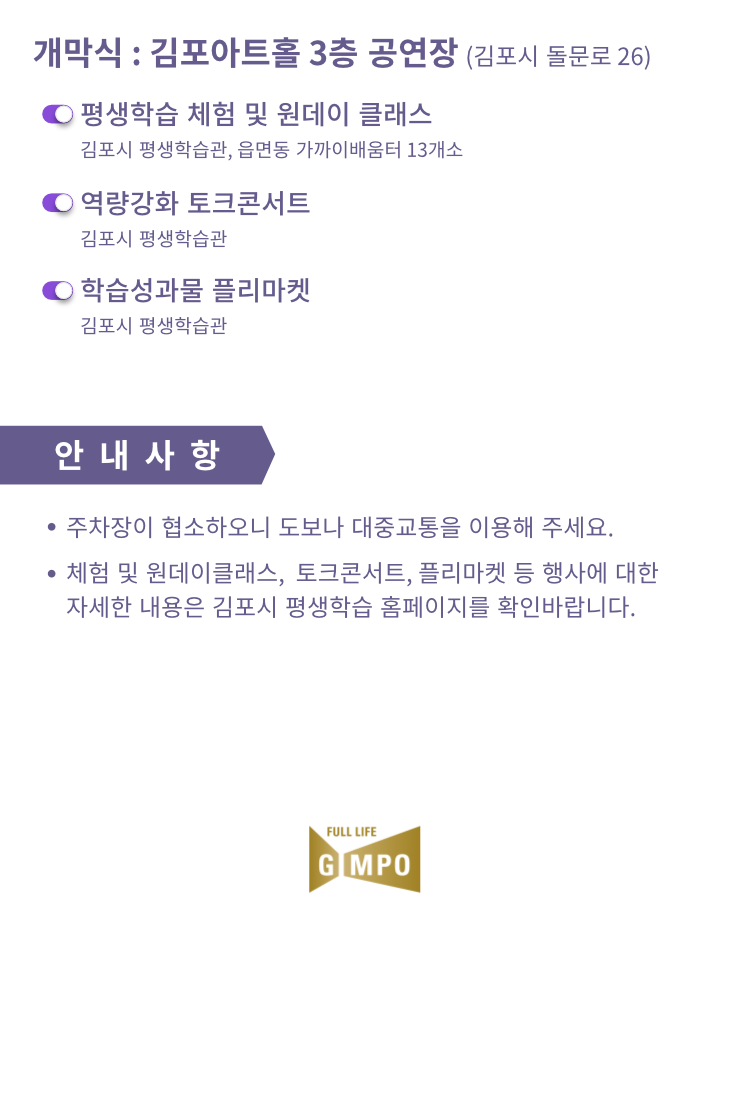 개막식 : 김포아트홀 3층 공연장 (김포시 돌문로 26)
평생학습 체험 및 원데이 클래스
김포시 평생학습관, 읍면동 가까이배움터 13개소
역량강화 토크콘서트
김포시 평생학습관
학습성과물 플리마켓
김포시 평생학습관
안내사항
• 주차장이 협소하오니 도보나 대중교통을 이용해 주세요.
• 체험 및 원데이클래스, 토크콘서트, 플리마켓 등 행사에 대한
자세한 내용은 김포시 평생학습 홈페이지를 확인바랍니다.
FULL LIFE
GIMPO